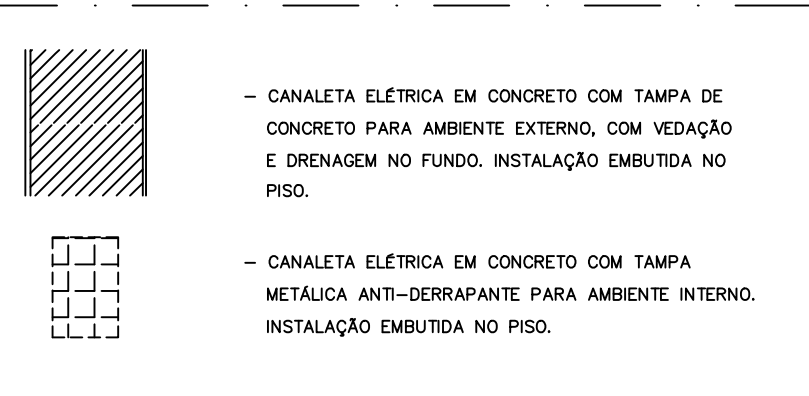 – CANALETA ELÉTRICA EM CONCRETO COM TAMPA DE
CONCRETO PARA AMBIENTE EXTERNO, COM VEDAÇÃO
E DRENAGEM NO FUNDO. INSTALAÇÃO EMBUTIDA NO
PISO.
– CANALETA ELÉTRICA EM CONCRETO COM TAMPA
METÁLICA ANTI–DERRAPANTE PARA AMBIENTE INTERNO.
INSTALAÇÃO EMBUTIDA NO PISO.